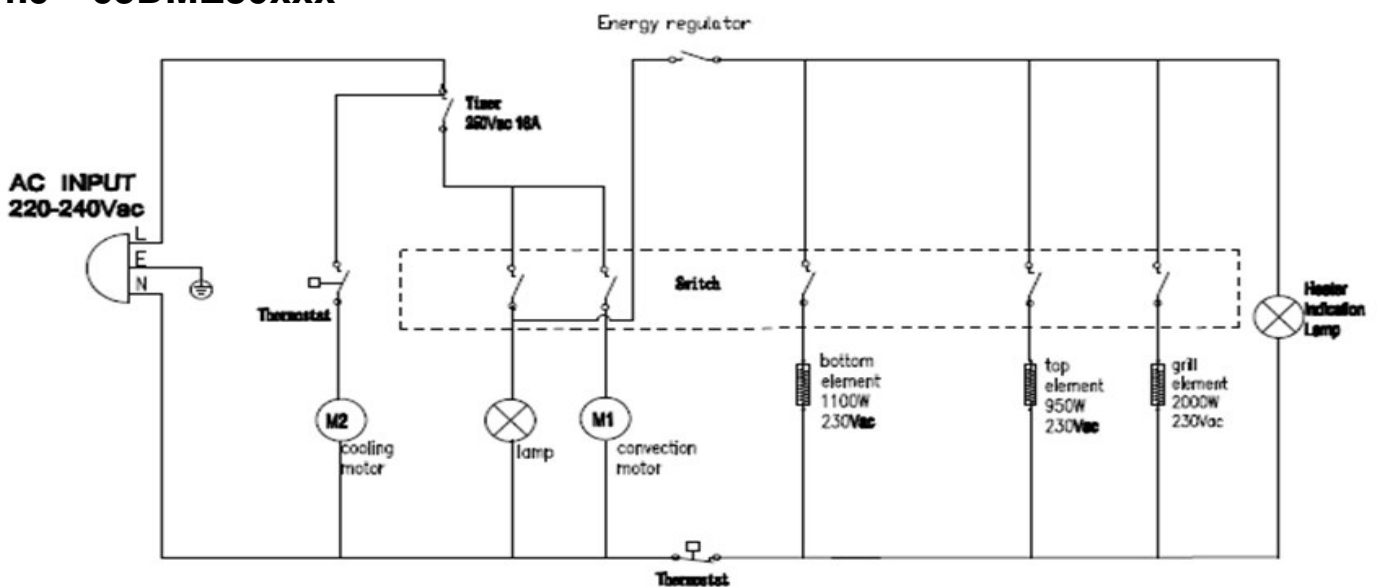 Energy regulator
Timer
250Vac 16A
AC INPUT
220-240Vac
L
E
N
Switch
Thermostat
Heater
Indication
Lamp
bottom
element
1100W
230Vac
top
element
950W
230Vac
grill
element
2000W
230Vac
M2
cooling
motor
lamp
M1
convection
motor
Thermostat